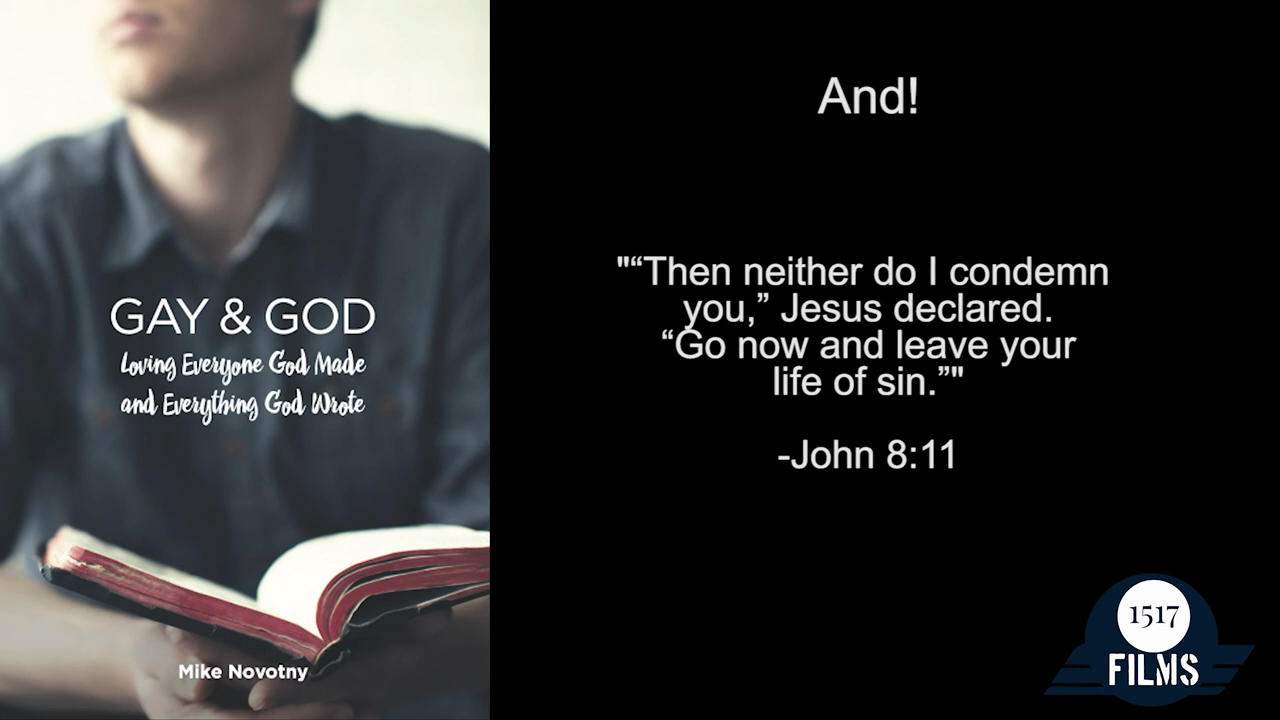 GAY & GOD
Loving Everyone God Made
and Everything God Wrote
Mike Novotny
And!
"“Then neither do I condemn
you,” Jesus declared.
“Go now and leave your
life of sin.”"
-John 8:11
1517
FILMS